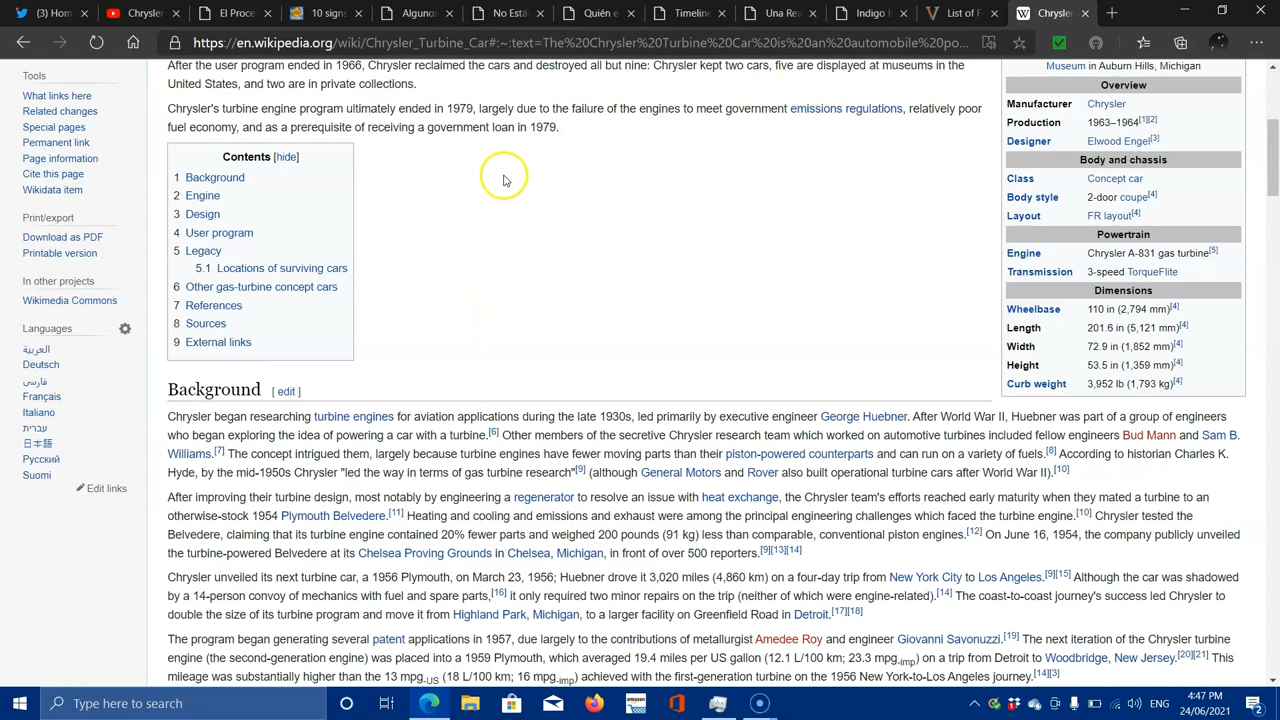 Home / Twitter
Chrysler
El Proce
10 signs
Algunos
No Está
Quién e
Timeline
Una Re
Indigo I
List of F
Chrysler
https://en.wikipedia.org/wiki/Chrysler_Turbine_Car#:~:text=The%20Chrysler%20Turbine%20Car%20is%20an%20automobile%20po...
Tools
What links here
Related changes
Special pages
Permanent link
Page information
Cite this page
Wikidata item
Print/export
Download as PDF
Printable version
In other projects
Wikimedia Commons
Languages
العربية
Deutsch
فارسی
Français
Italiano
עברית
日本語
Русский
Suomi
Edit links
After the user program ended in 1966, Chrysler reclaimed the cars and destroyed all but nine: Chrysler kept two cars, five are displayed at museums in the
United States, and two are in private collections.
Chrysler's turbine engine program ultimately ended in 1979, largely due to the failure of the engines to meet government emissions regulations, relatively poor
fuel economy, and as a prerequisite of receiving a government loan in 1979.
Contents [hide]
1 Background
2 Engine
3 Design
4 User program
5 Legacy
5.1 Locations of surviving cars
6 Other gas-turbine concept cars
7 References
8 Sources
9 External links
Museum in Auburn Hills, Michigan
Overview
Manufacturer Chrysler
Production 1963–1964[1][2]
Designer Elwood Engel[3]
Body and chassis
Class Concept car
Body style 2-door coupe[4]
Layout FR layout[4]
Powertrain
Engine Chrysler A-831 gas turbine[5]
Transmission 3-speed TorqueFlite
Dimensions
Wheelbase 110 in (2,794 mm)[4]
Length 201.6 in (5,121 mm)[4]
Width 72.9 in (1,852 mm)[4]
Height 53.5 in (1,359 mm)[4]
Curb weight 3,952 lb (1,793 kg)[4]
Background [ edit ]
Chrysler began researching turbine engines for aviation applications during the late 1930s, led primarily by executive engineer George Huebner. After World War II, Huebner was part of a group of engineers
who began exploring the idea of powering a car with a turbine.[6] Other members of the secretive Chrysler research team which worked on automotive turbines included fellow engineers Bud Mann and Sam B.
Williams.[7] The concept intrigued them, largely because turbine engines have fewer moving parts than their piston-powered counterparts and can run on a variety of fuels.[8] According to historian Charles K.
Hyde, by the mid-1950s Chrysler "led the way in terms of gas turbine research"[9] (although General Motors and Rover also built operational turbine cars after World War II).[10]
After improving their turbine design, most notably by engineering a regenerator to resolve an issue with heat exchange, the Chrysler team's efforts reached early maturity when they mated a turbine to an
otherwise-stock 1954 Plymouth Belvedere.[11] Heating and cooling and emissions and exhaust were among the principal engineering challenges which faced the turbine engine.[10] Chrysler tested the
Belvedere, claiming that its turbine engine contained 20% fewer parts and weighed 200 pounds (91 kg) less than comparable, conventional piston engines.[12] On June 16, 1954, the company publicly unveiled
the turbine-powered Belvedere at its Chelsea Proving Grounds in Chelsea, Michigan, in front of over 500 reporters.[9][13][14]
Chrysler unveiled its next turbine car, a 1956 Plymouth, on March 23, 1956; Huebner drove it 3,020 miles (4,860 km) on a four-day trip from New York City to Los Angeles.[9][15] Although the car was shadowed
by a 14-person convoy of mechanics with fuel and spare parts,[16] it only required two minor repairs on the trip (neither of which were engine-related).[14] The coast-to-coast journey's success led Chrysler to
double the size of its turbine program and move it from Highland Park, Michigan, to a larger facility on Greenfield Road in Detroit.[17][18]
The program began generating several patent applications in 1957, due largely to the contributions of metallurgist Amedee Roy and engineer Giovanni Savonuzzi.[19] The next iteration of the Chrysler turbine
engine (the second-generation engine) was placed into a 1959 Plymouth, which averaged 19.4 miles per US gallon (12.1 L/100 km; 23.3 mpg-imp) on a trip from Detroit to Woodbridge, New Jersey.[20][21] This
mileage was substantially higher than the 13 mpg-US (18 L/100 km; 16 mpg-imp) achieved with the first-generation turbine on the 1956 New York-to-Los Angeles journey.[14][3]
Type here to search
amazon
4:47 PM
24/06/2021
2